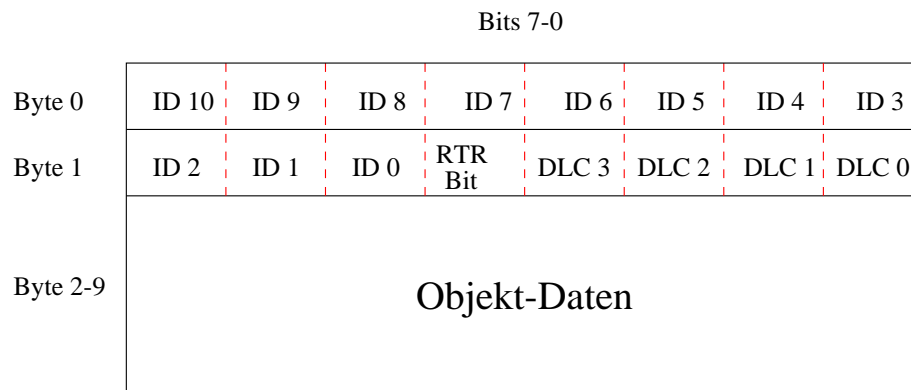 Bits 7-0
Byte 0 ID 10 ID 9 ID 8 ID 7 ID 6 ID 5 ID 4 ID 3
Byte 1 ID 2 ID 1 ID 0 RTR Bit DLC 3 DLC 2 DLC 1 DLC 0
Byte 2-9 Objekt-Daten